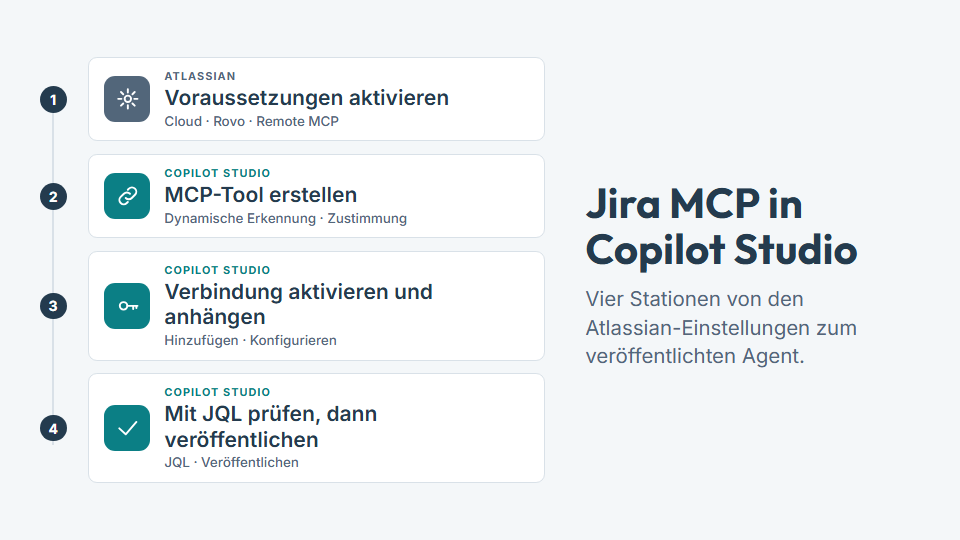 1
ATLASSIAN
Voraussetzungen aktivieren
Cloud · Rovo · Remote MCP
2
COPILOT STUDIO
MCP-Tool erstellen
Dynamische Erkennung · Zustimmung
3
COPILOT STUDIO
Verbindung aktivieren und
anhängen
Hinzufügen · Konfigurieren
4
COPILOT STUDIO
Mit JQL prüfen, dann
veröffentlichen
JQL · Veröffentlichen
Jira MCP in
Copilot Studio
Vier Stationen von den
Atlassian-Einstellungen zum
veröffentlichten Agent.